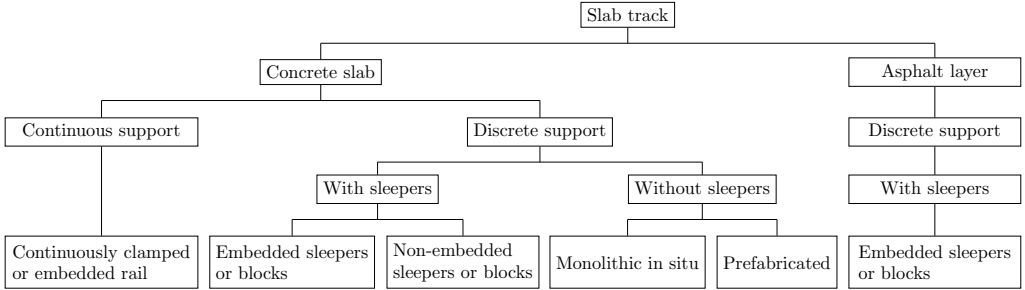 Slab track
Concrete slab
Asphalt layer
Continuous support
Discrete support
Discrete support
With sleepers
Without sleepers
With sleepers
Continuously clamped
or embedded rail
Embedded sleepers
or blocks
Non-embedded
sleepers or blocks
Monolithic in situ
Prefabricated
Embedded sleepers
or blocks